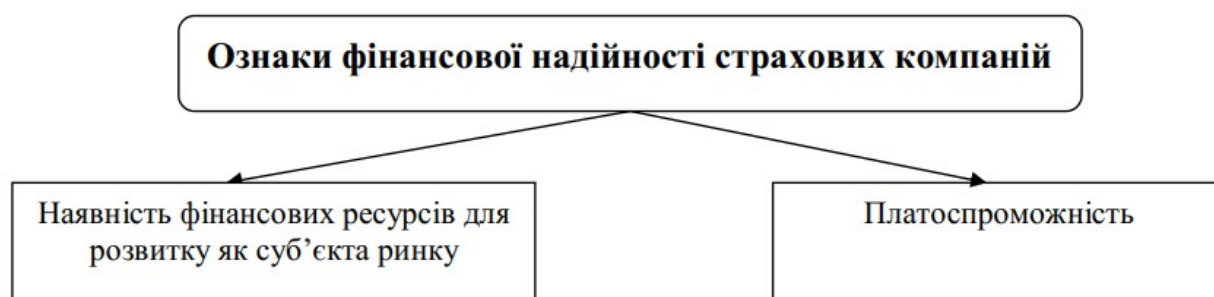 Ознаки фінансової надійності страхових компаній
Наявність фінансових ресурсів для
розвитку як суб’єкта ринку
Платоспроможність